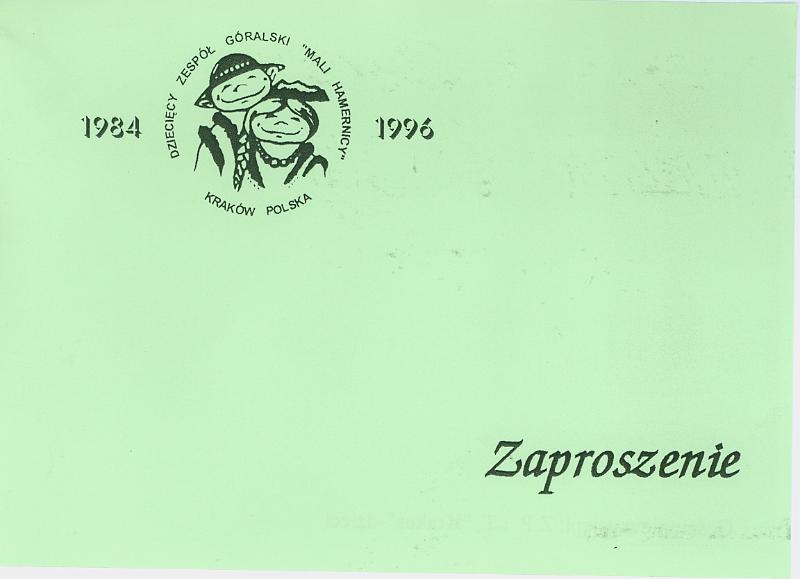 DZIECIĘCY ZESPÓŁ GÓRALSKI "MALI HAMERNICY"
1984 1996
KRAKÓW POLSKA
Zaproszenie